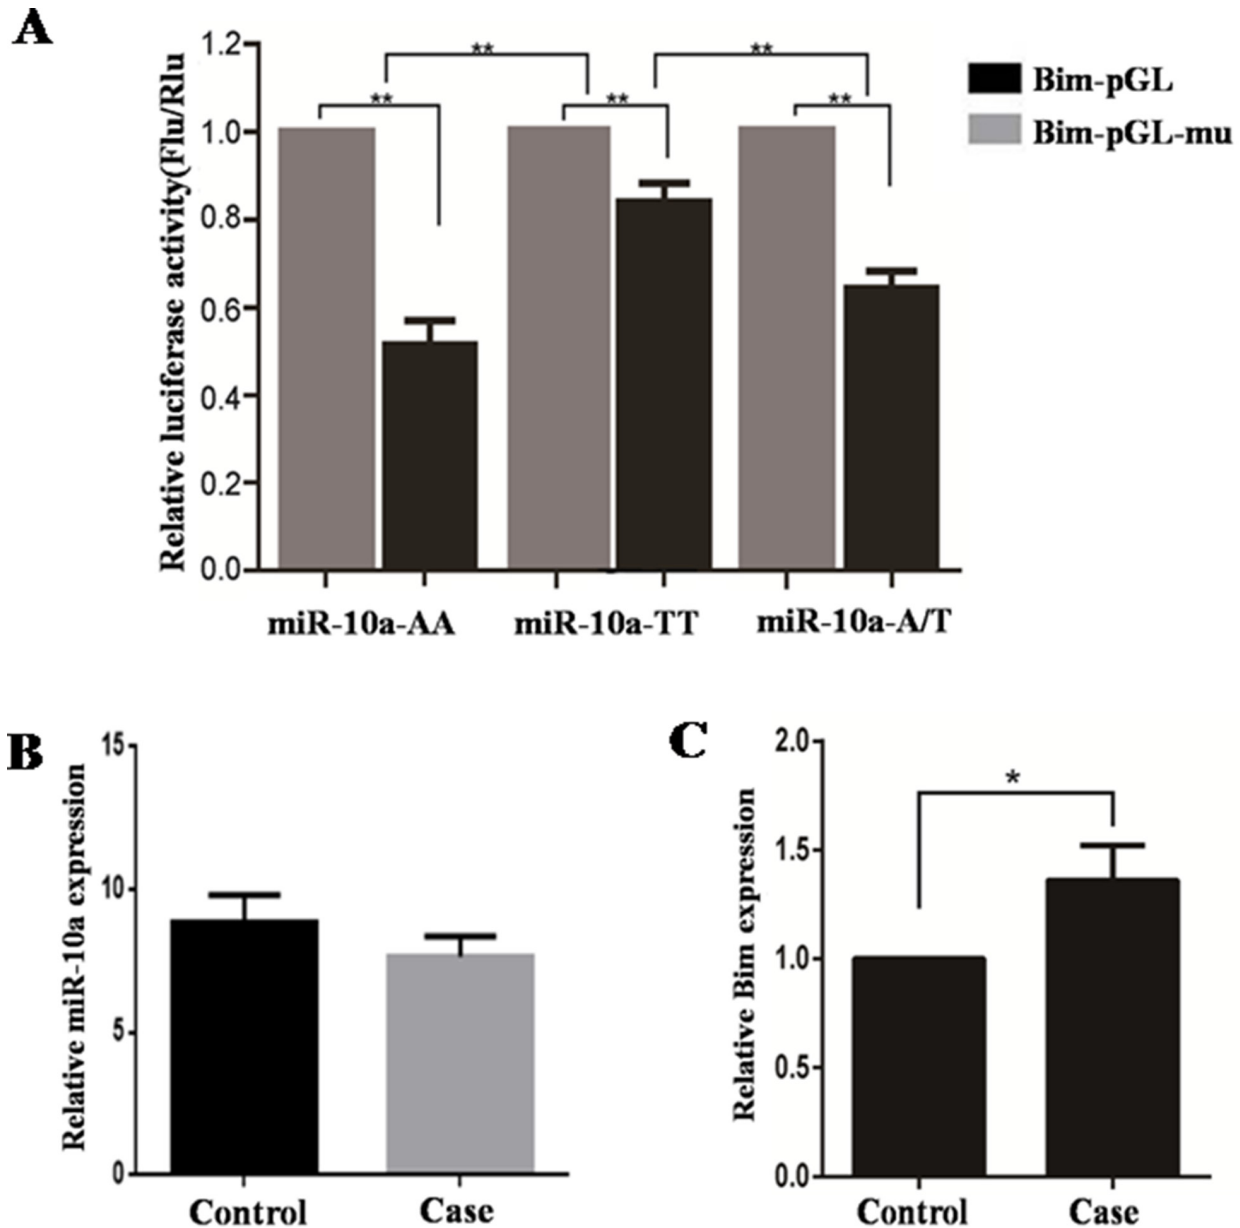 A
Relative luciferase activity(Flu/Rlu
1.2
1.0
0.8
0.6
0.4
0.2
0.0
** **
** ** **
Bim-pGL
Bim-pGL-mu
miR-10a-AA miR-10a-TT miR-10a-A/T
B
Relative miR-10a expression
15
10
5
0
Control Case
C
Relative Bim expression
2.0
1.5
1.0
0.5
0.0
*
Control Case